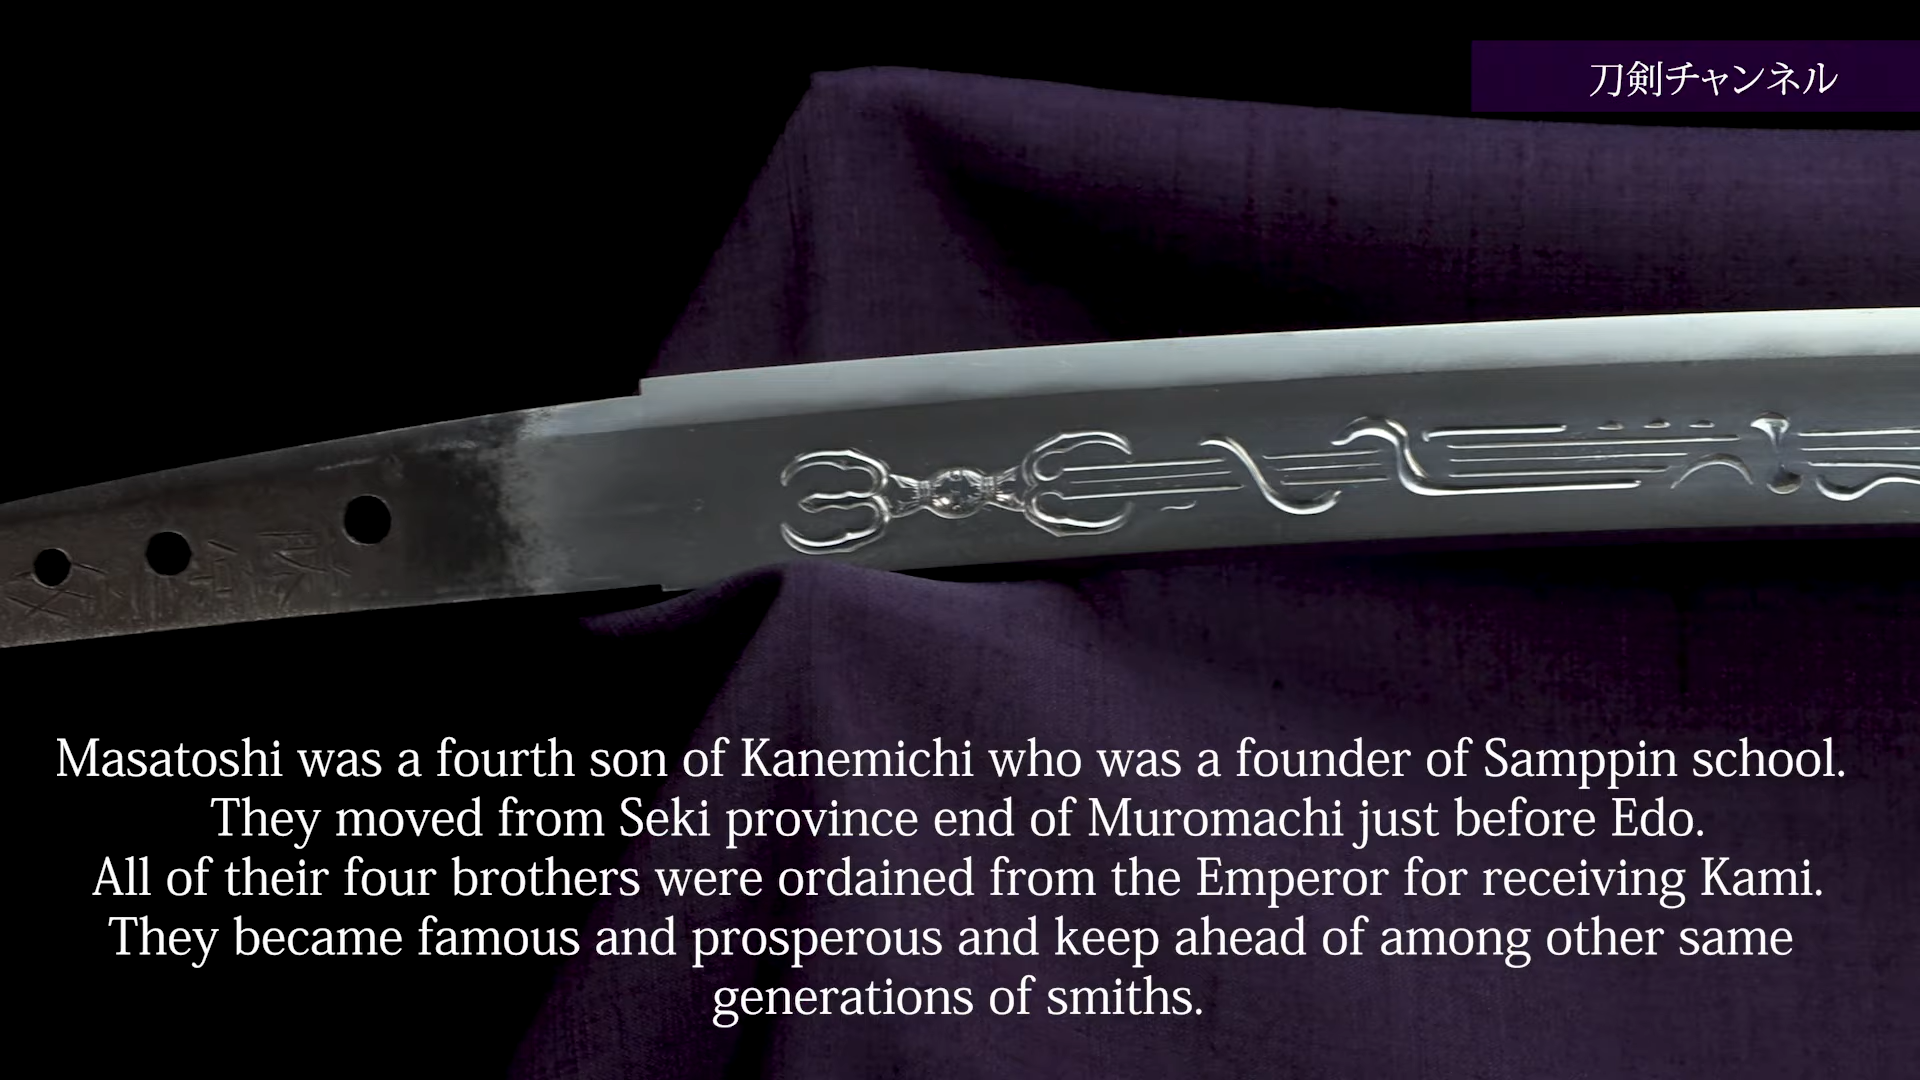 刀剣チャンネル
Masatoshi was a fourth son of Kanemichi who was a founder of Samppin school.
They moved from Seki province end of Muromachi just before Edo.
All of their four brothers were ordained from the Emperor for receiving Kami.
They became famous and prosperous and keep ahead of among other same
generations of smiths.